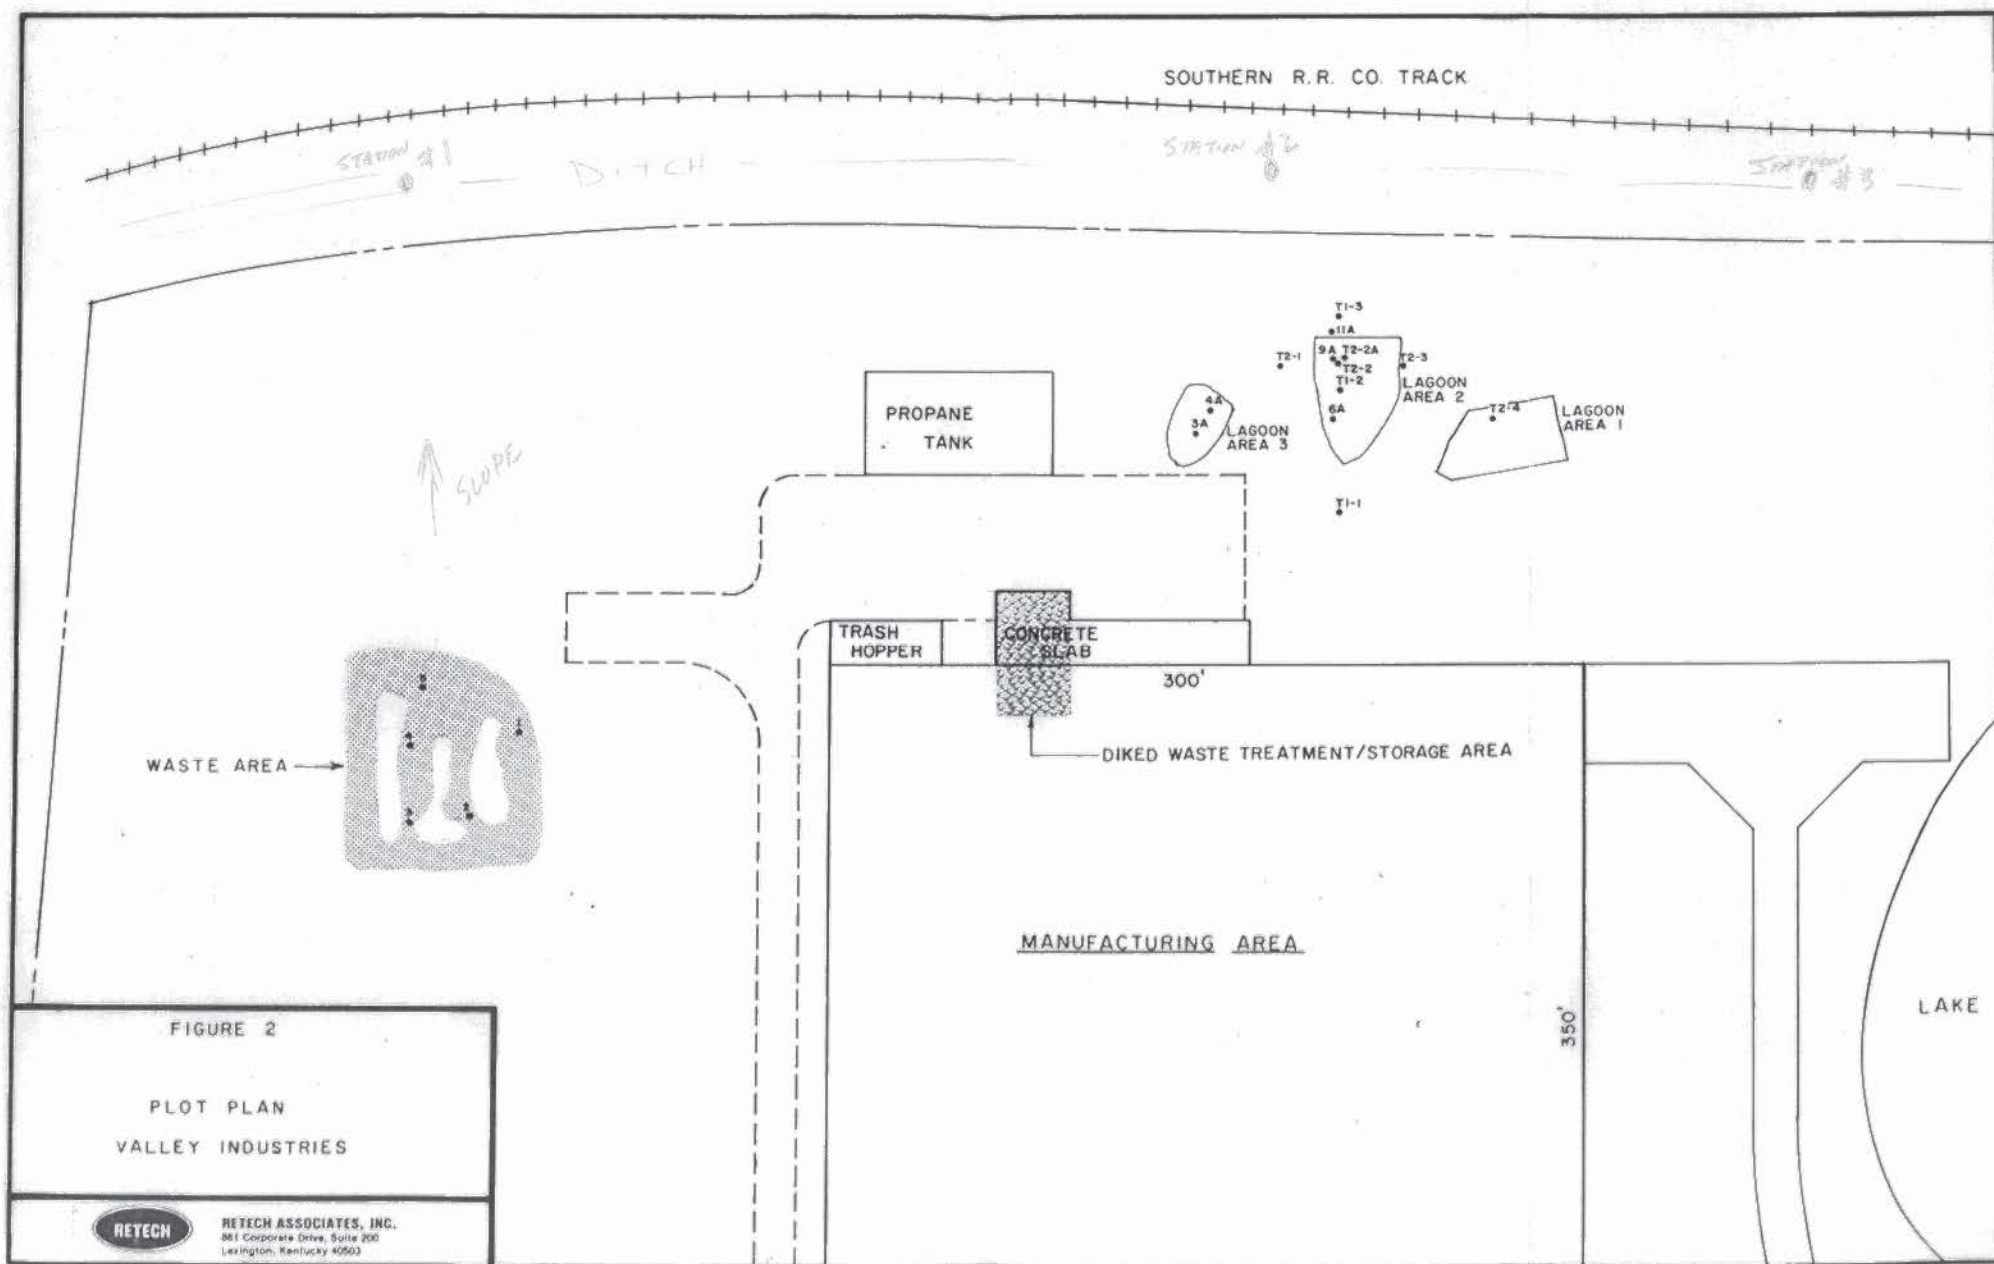 SOUTHERN R.R. CO. TRACK
STATION #1
DITCH
STATION #2
STATION #3
T1-3
11A
9A T2-2A
T2-1
T2-3
T2-2
T1-2
LAGOON
AREA 2
4A
6A
T2-4
LAGOON
AREA 1
3A
LAGOON
AREA 3
PROPANE
TANK
SLOPE
T1-1
TRASH
HOPPER
CONCRETE
SLAB
300'
WASTE AREA
DIKED WASTE TREATMENT/STORAGE AREA
MANUFACTURING AREA
350'
LAKE
FIGURE 2
PLOT PLAN
VALLEY INDUSTRIES
RETECH
RETECH ASSOCIATES, INC.
861 Corporate Drive, Suite 200
Lexington, Kentucky 40503